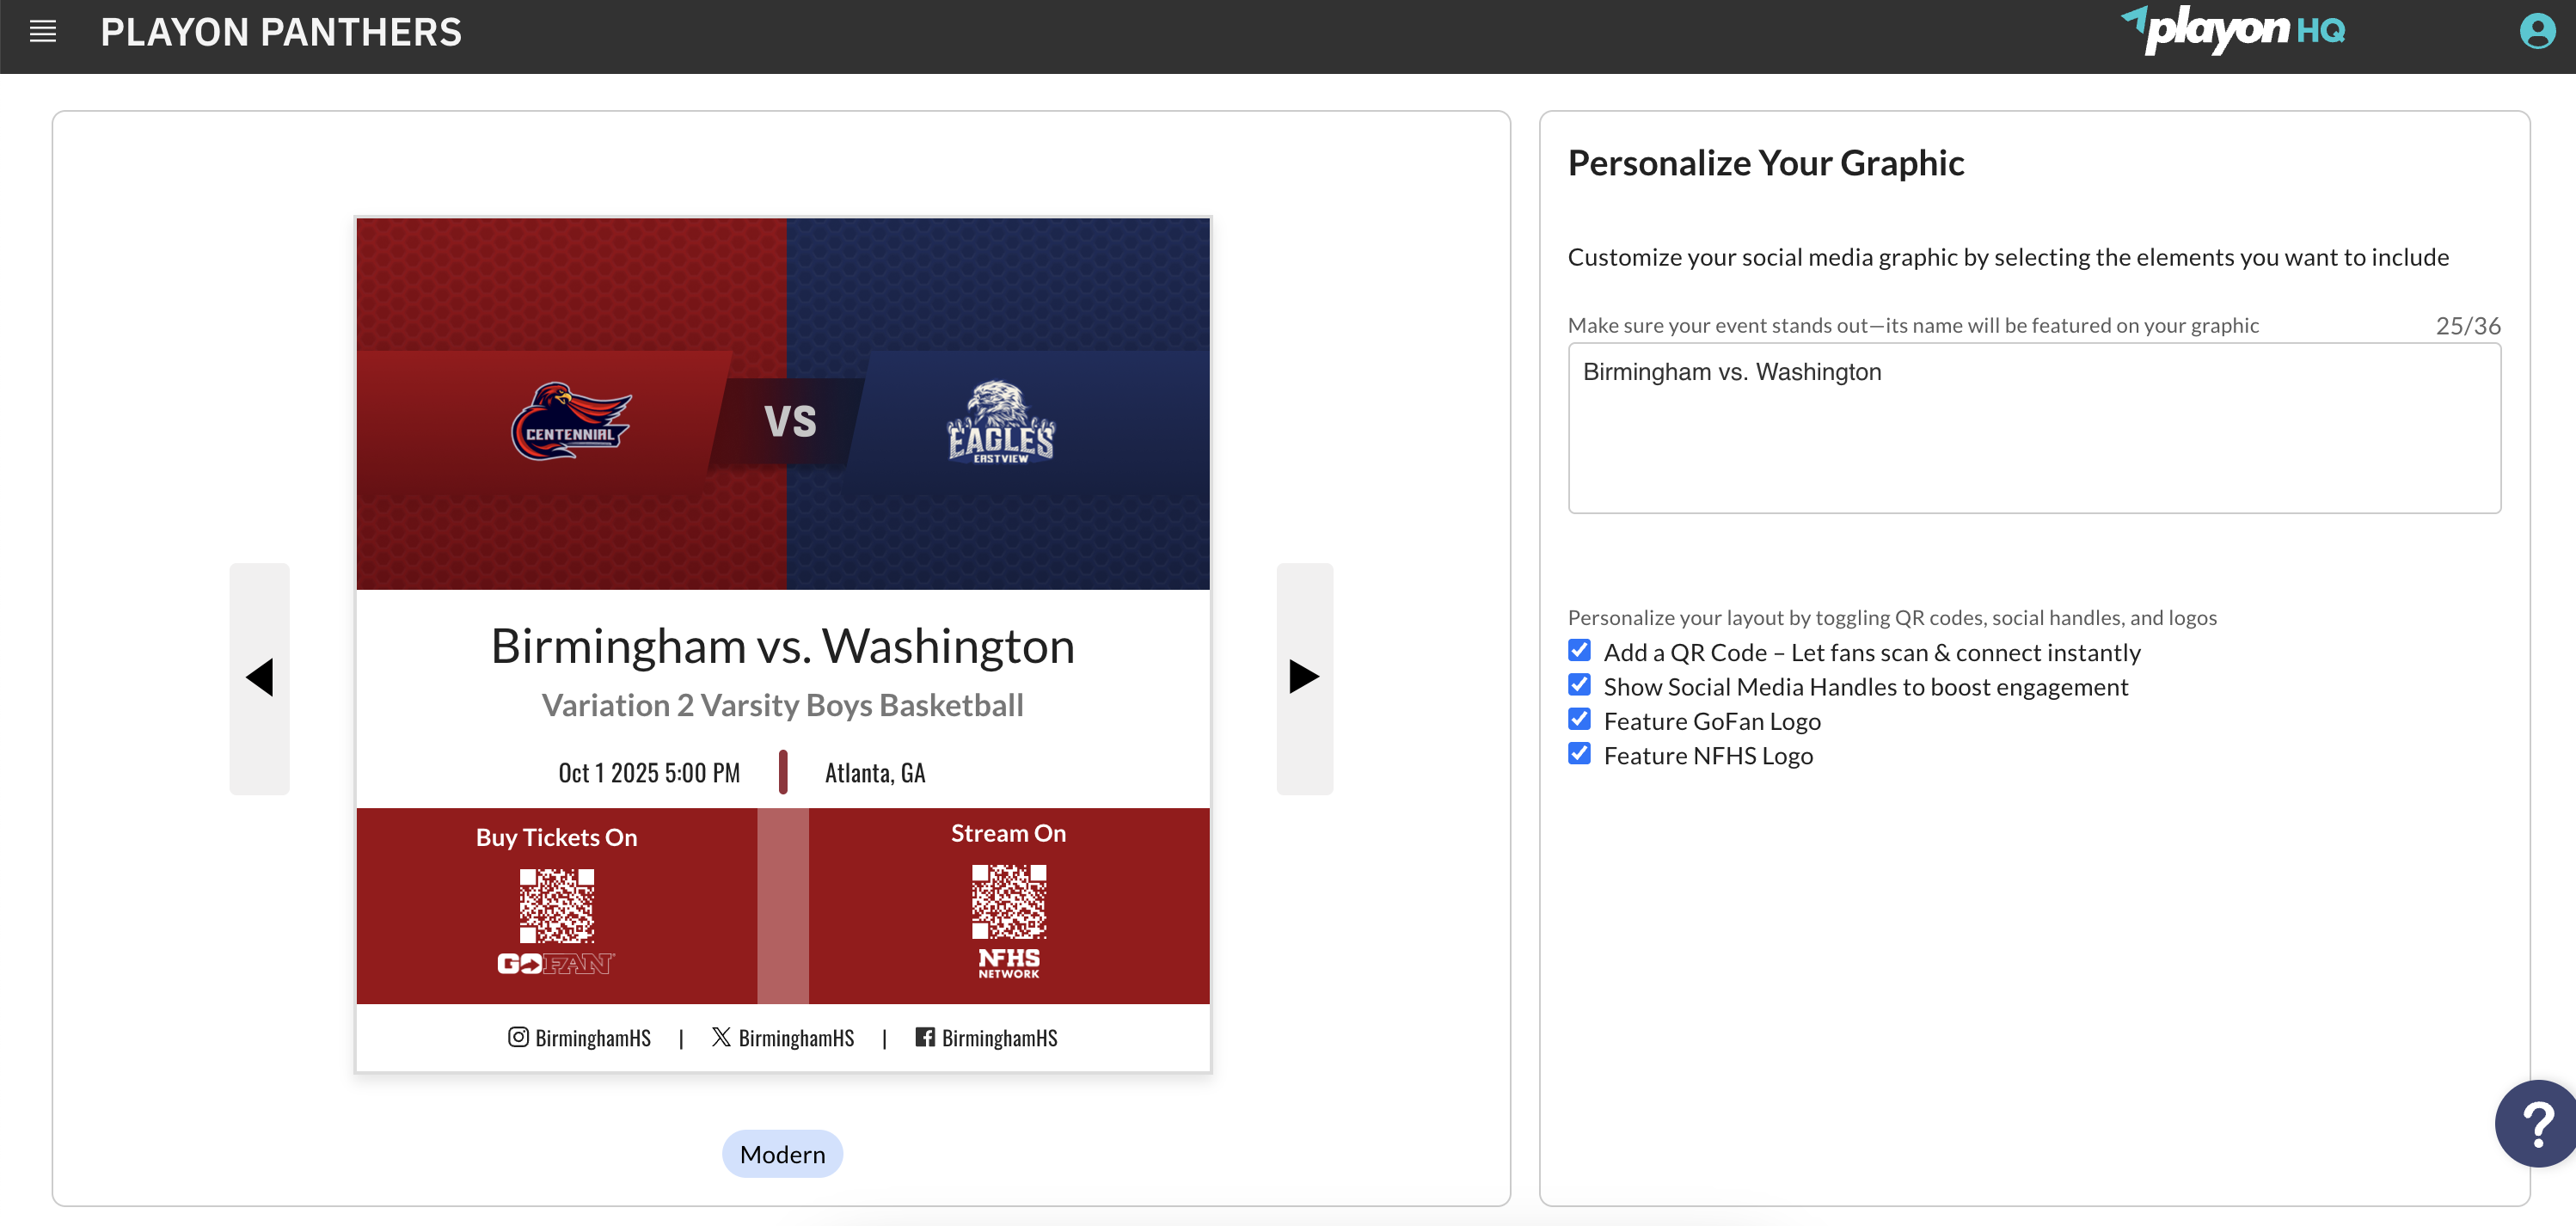 PLAYON PANTHERS
playon HQ
CENTENNIAL
VS
EAGLES
EASTVIEW
Birmingham vs. Washington
Variation 2 Varsity Boys Basketball
Oct 1 2025 5:00 PM
Atlanta, GA
Buy Tickets On
GOFAN
Stream On
NFHS
NETWORK
BirminghamHS | X BirminghamHS | BirminghamHS
Modern
Personalize Your Graphic
Customize your social media graphic by selecting the elements you want to include
Make sure your event stands out—its name will be featured on your graphic 25/36
Birmingham vs. Washington
Personalize your layout by toggling QR codes, social handles, and logos
Add a QR Code – Let fans scan & connect instantly
Show Social Media Handles to boost engagement
Feature GoFan Logo
Feature NFHS Logo
?